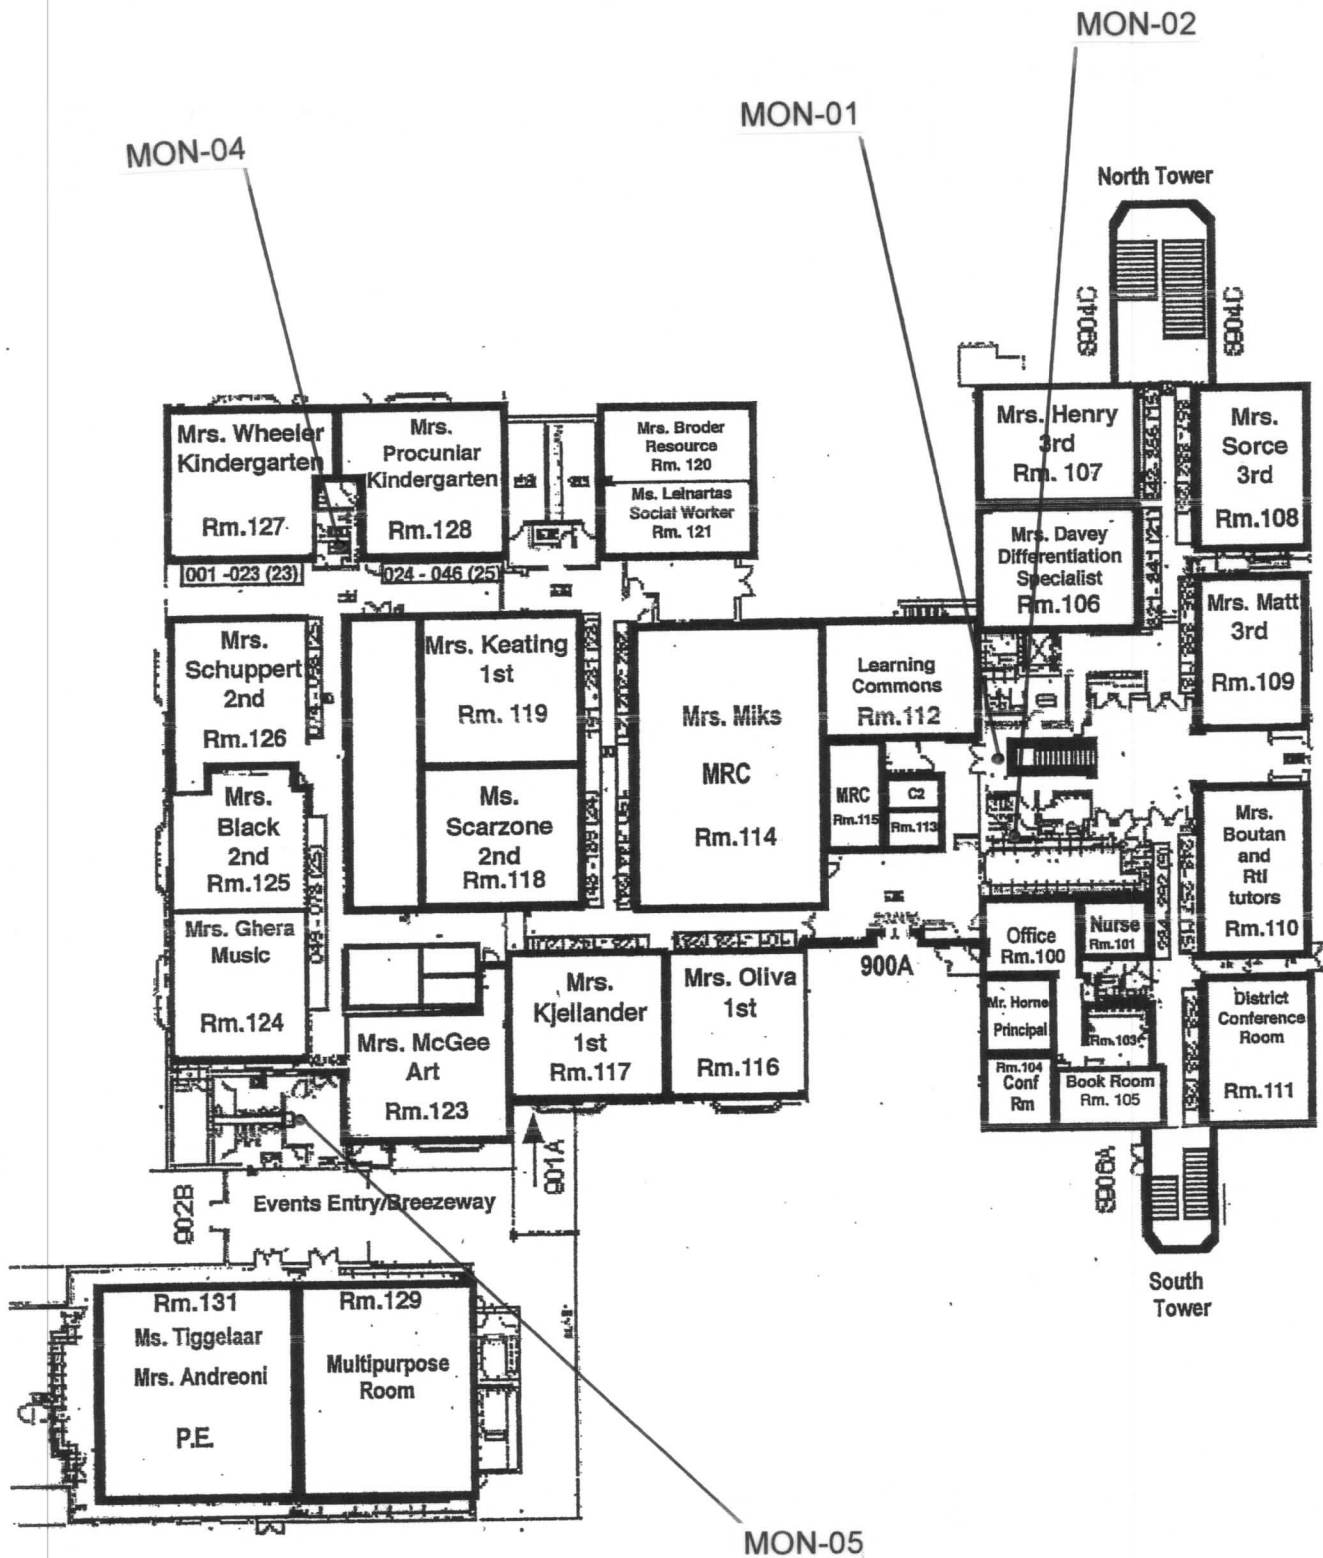 MON-02
MON-01
MON-04
North Tower
Mrs. Wheeler
Kindergarten
Rm.127
Mrs.
Procuniar
Kindergarten
Rm.128
Mrs. Broder
Resource
Rm. 120
Ms. Leinartas
Social Worker
Rm. 121
Mrs. Henry
3rd
Rm. 107
Mrs.
Sorce
3rd
Rm.108
Mrs. Davey
Differentiation
Specialist
Rm. 106
001 -023 (23)
024 - 046 (25)
Mrs. Matt
3rd
Rm.109
Mrs.
Schuppert
2nd
Rm.126
Mrs. Keating
1st
Rm. 119
Mrs. Miks
MRC
Rm.114
Learning
Commons
Rm.112
MRC
Rm.115
C2
Rm.113
Mrs.
Black
2nd
Rm.125
Ms.
Scarzone
2nd
Rm.118
Mrs.
Boutan
and
RtI
tutors
Rm.110
Mrs. Ghera
Music
Rm.124
Office
Rm.100
Nurse
Rm.101
900A
Mrs.
Kjellander
1st
Rm.117
Mrs. Oliva
1st
Rm.116
Mr. Horne
Principal
Rm.103
District
Conference
Room
Rm.111
Mrs. McGee
Art
Rm.123
Rm.104
Conf
Rm
Book Room
Rm. 105
901A
902B
Events Entry/Breezeway
South
Tower
Rm.131
Ms. Tiggelaar
Mrs. Andreoni
P.E.
Rm.129
Multipurpose
Room
MON-05